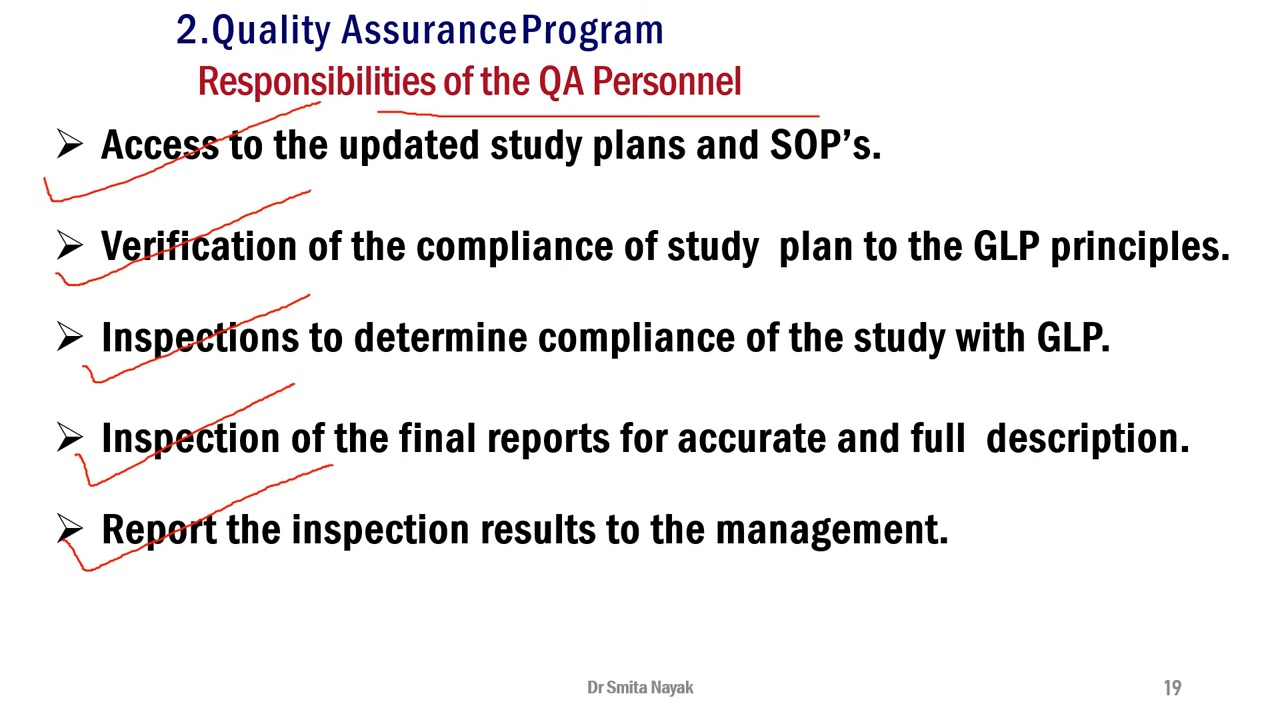 2.Quality Assurance Program
Responsibilities of the QA Personnel
➢ Access to the updated study plans and SOP's.
➢ Verification of the compliance of study plan to the GLP principles.
➢ Inspections to determine compliance of the study with GLP.
➢ Inspection of the final reports for accurate and full description.
➢ Report the inspection results to the management.
Dr Smita Nayak
19